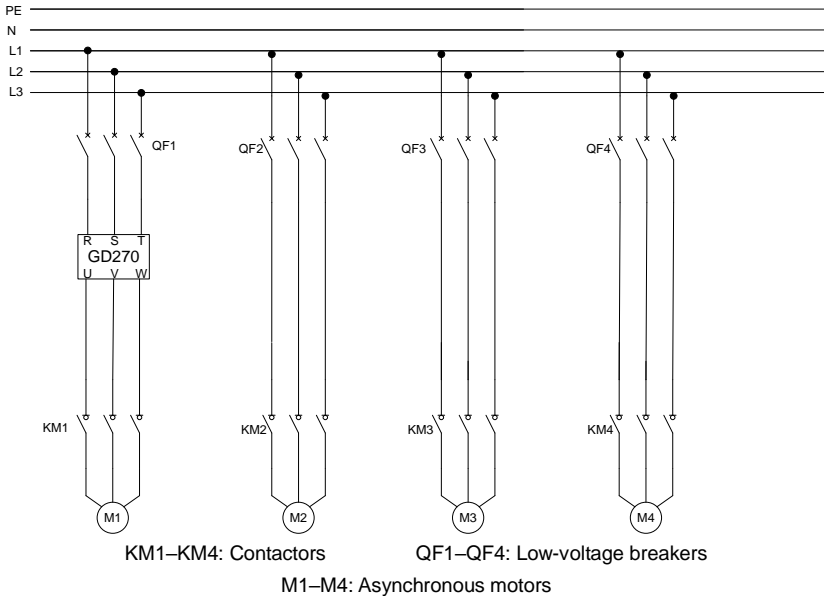 PE
N
L1
L2
L3
QF1
QF2
QF3
QF4
R S T
GD270
U V W
KM1
KM2
KM3
KM4
M1
M2
M3
M4
KM1–KM4: Contactors
QF1–QF4: Low-voltage breakers
M1–M4: Asynchronous motors